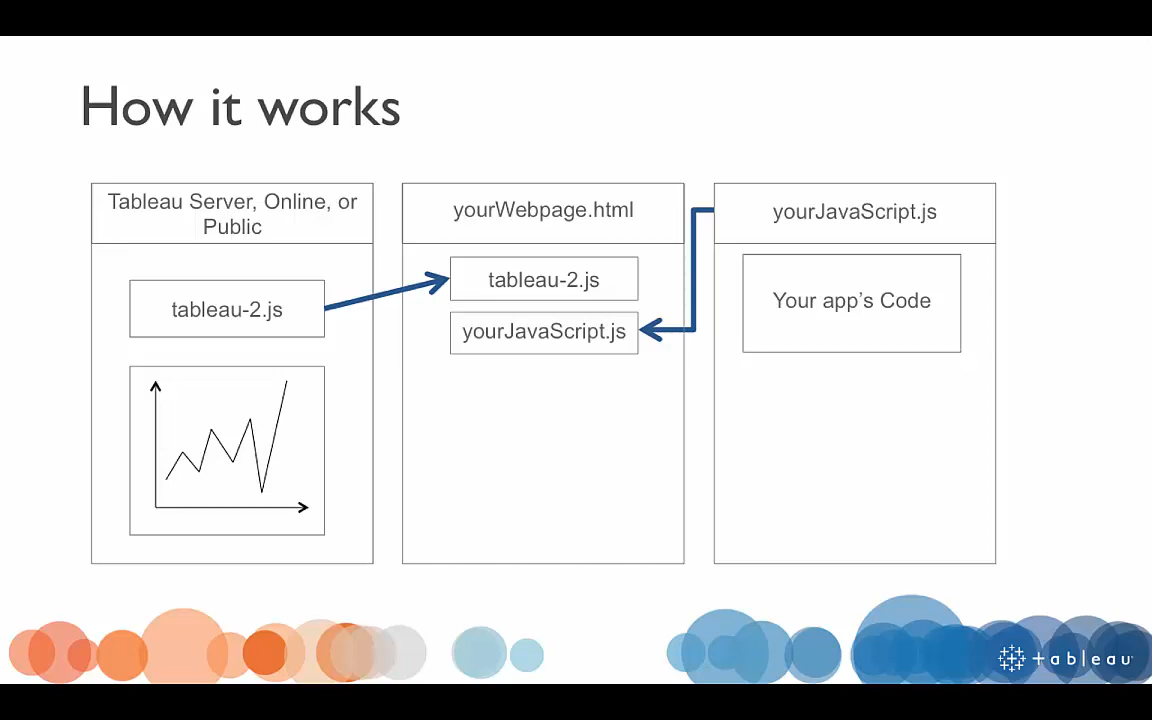 How it works
Tableau Server, Online, or
Public
tableau-2.js
yourWebpage.html
tableau-2.js
yourJavaScript.js
yourJavaScript.js
Your app’s Code
+ableau